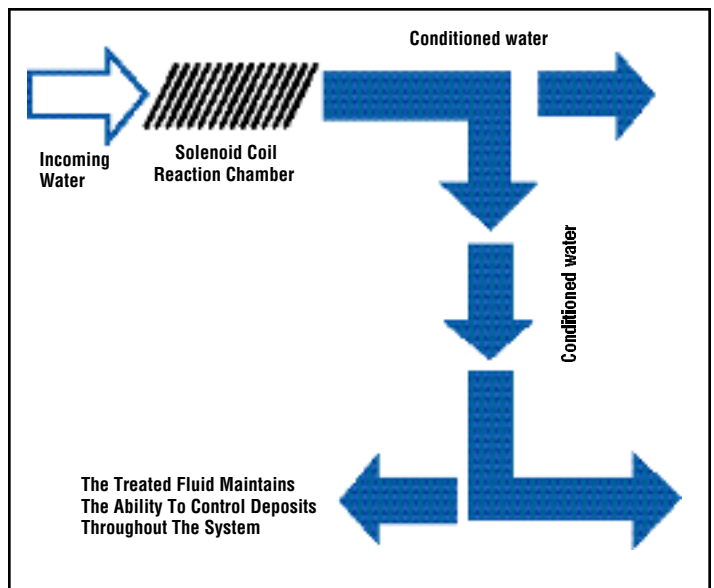 Conditioned water
Incoming
Water
Solenoid Coil
Reaction Chamber
Conditioned water
The Treated Fluid Maintains
The Ability To Control Deposits
Throughout The System